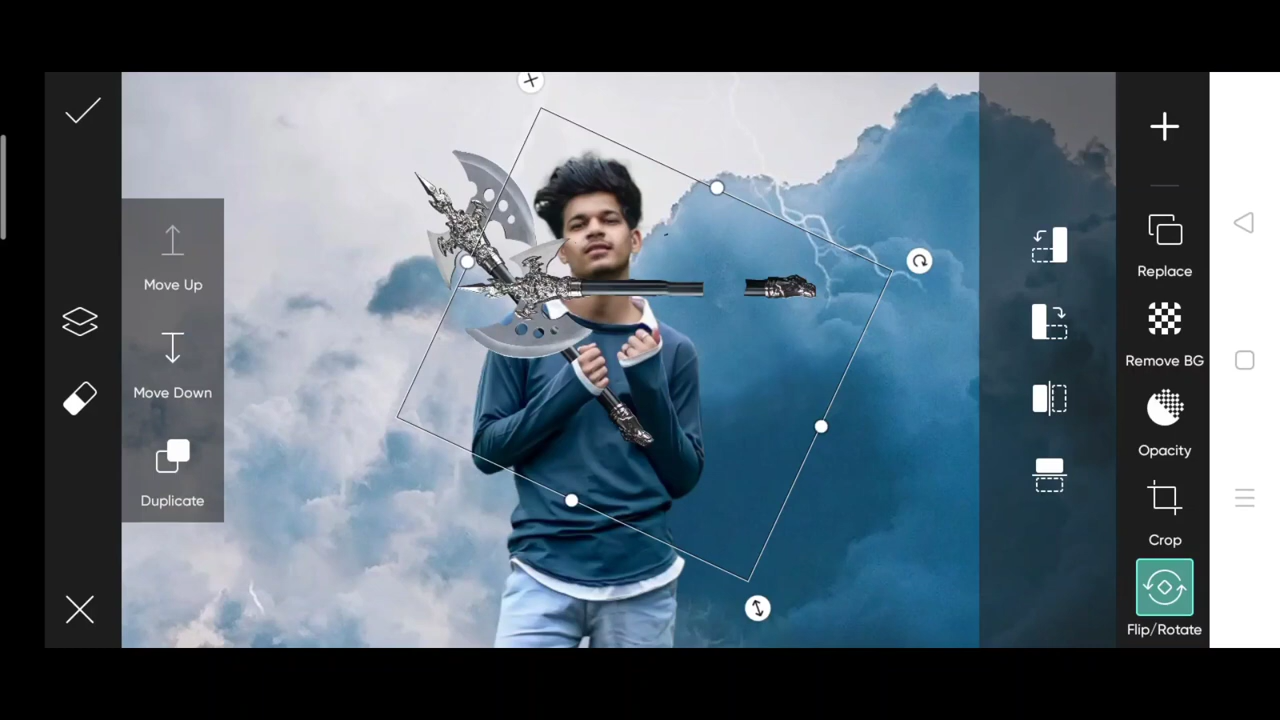 Move Up
Move Down
Duplicate
Replace
Remove BG
Opacity
Crop
Flip/Rotate